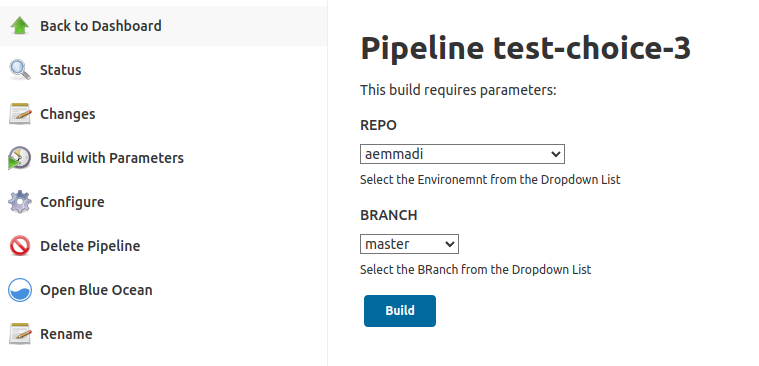 Back to Dashboard
Status
Changes
Build with Parameters
Configure
Delete Pipeline
Open Blue Ocean
Rename
Pipeline test-choice-3
This build requires parameters:
REPO
aemmadi
Select the Environemnt from the Dropdown List
BRANCH
master
Select the BRanch from the Dropdown List
Build